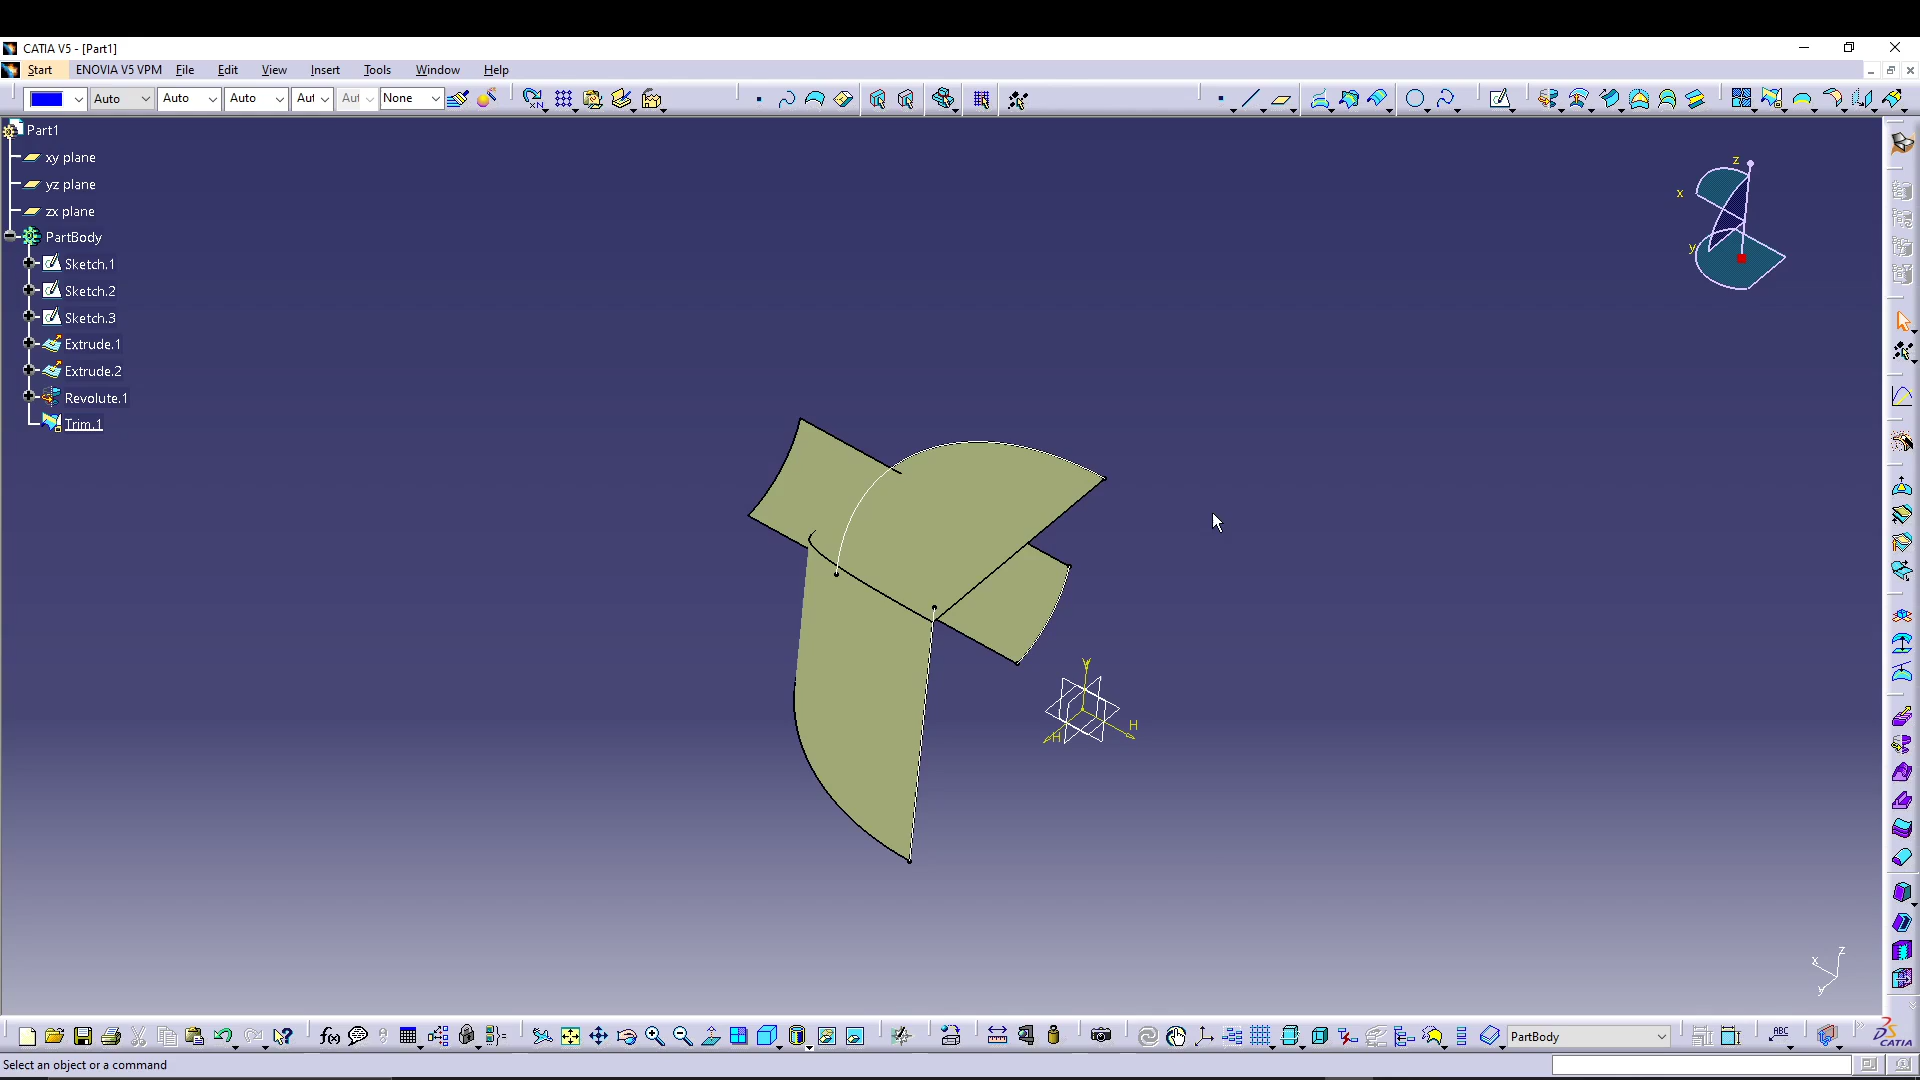 CATIA V5 - [Part1]
Start ENOVIA V5 VPM File Edit View Insert Tools Window Help
Auto Auto Auto Aut Aut None
Part1
xy plane
yz plane
zx plane
PartBody
Sketch.1
Sketch.2
Sketch.3
Extrude.1
Extrude.2
Revolute.1
Trim.1
z
x
y
V
H
H
z
x
y
f(x)
PartBody
ABC
CATIA
Select an object or a command